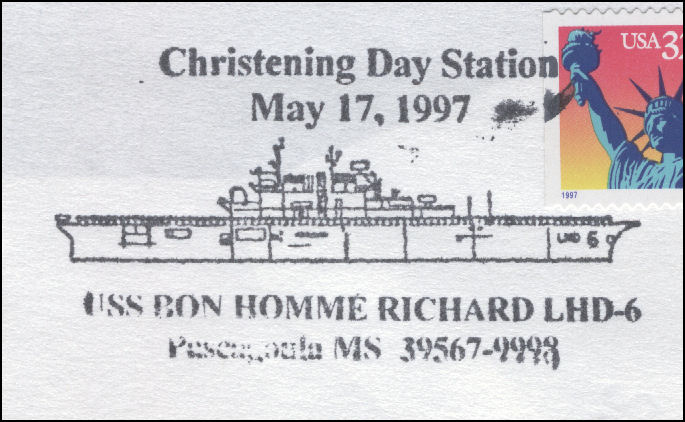 Christening Day Station
May 17, 1997
USA 32
1997
LHD 6
USS BON HOMME RICHARD LHD-6
Pascagoula MS 39567-9998